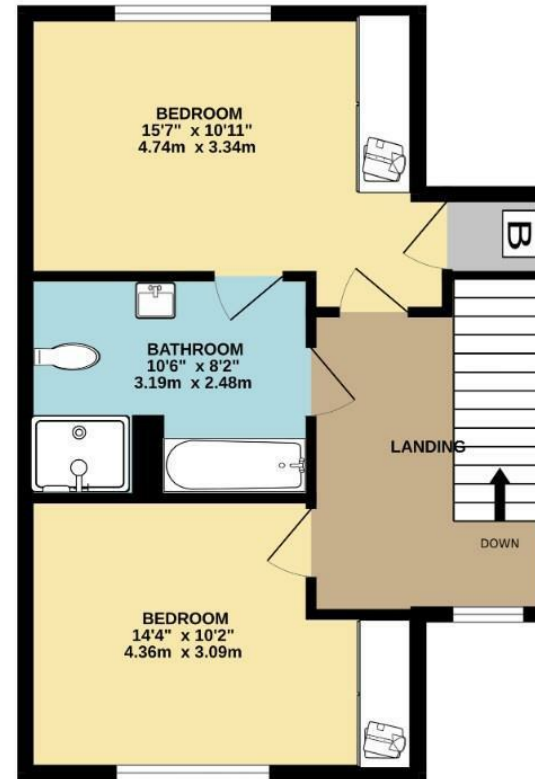 BEDROOM
15'7" x 10'11"
4.74m x 3.34m
B
BATHROOM
10'6" x 8'2"
3.19m x 2.48m
LANDING
DOWN
BEDROOM
14'4" x 10'2"
4.36m x 3.09m